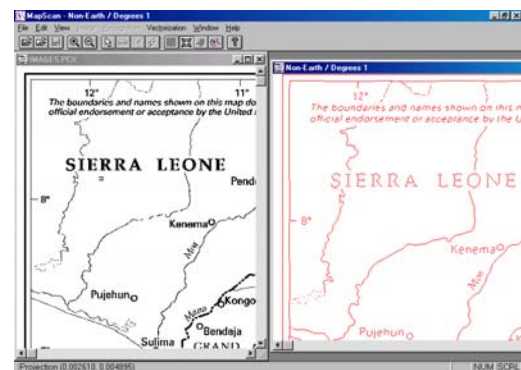 MapScan - Non-Earth / Degrees 1
File Edit View Vectorization Window Help
IMAGES.PCX
12° 11°
The boundaries and names shown on this map do
official endorsement or acceptance by the United
SIERRA LEONE
Pend
8°
Kenema
Moa
Pujehun
Mano
Kongo
Bendaja
Sulima
GRAND
Non-Earth / Degrees 1
12°
The boundaries and names shown on this m
official endorsement or acceptance by the U
SIERRA LEONE
8°
Kenema
Moa
Pujehun
Projection (0.002610, 0.004895)
NUM SCRL